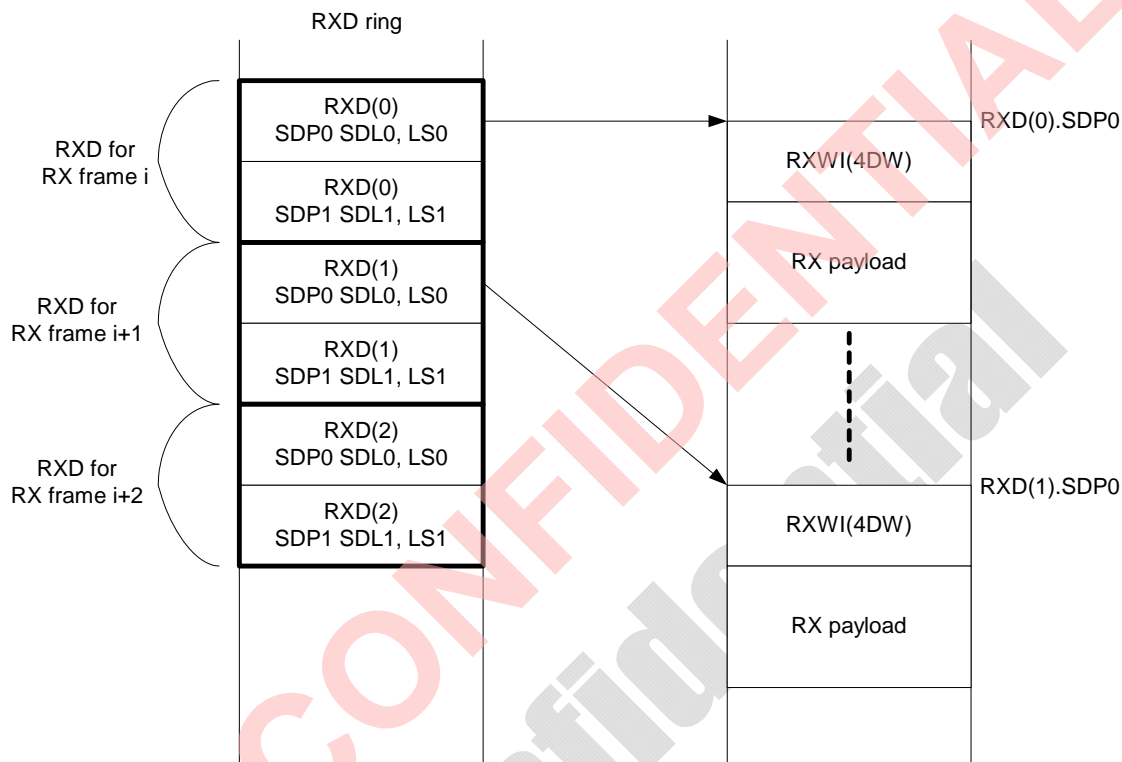 RXD ring
RXD for
RX frame i
RXD(0)
SDP0 SDL0, LS0
RXD(0)
SDP1 SDL1, LS1
RXD for
RX frame i+1
RXD(1)
SDP0 SDL0, LS0
RXD(1)
SDP1 SDL1, LS1
RXD for
RX frame i+2
RXD(2)
SDP0 SDL0, LS0
RXD(2)
SDP1 SDL1, LS1
RXD(0).SDP0
RXWI(4DW)
RX payload
RXD(1).SDP0
RXWI(4DW)
RX payload
CONFIDENTIAL